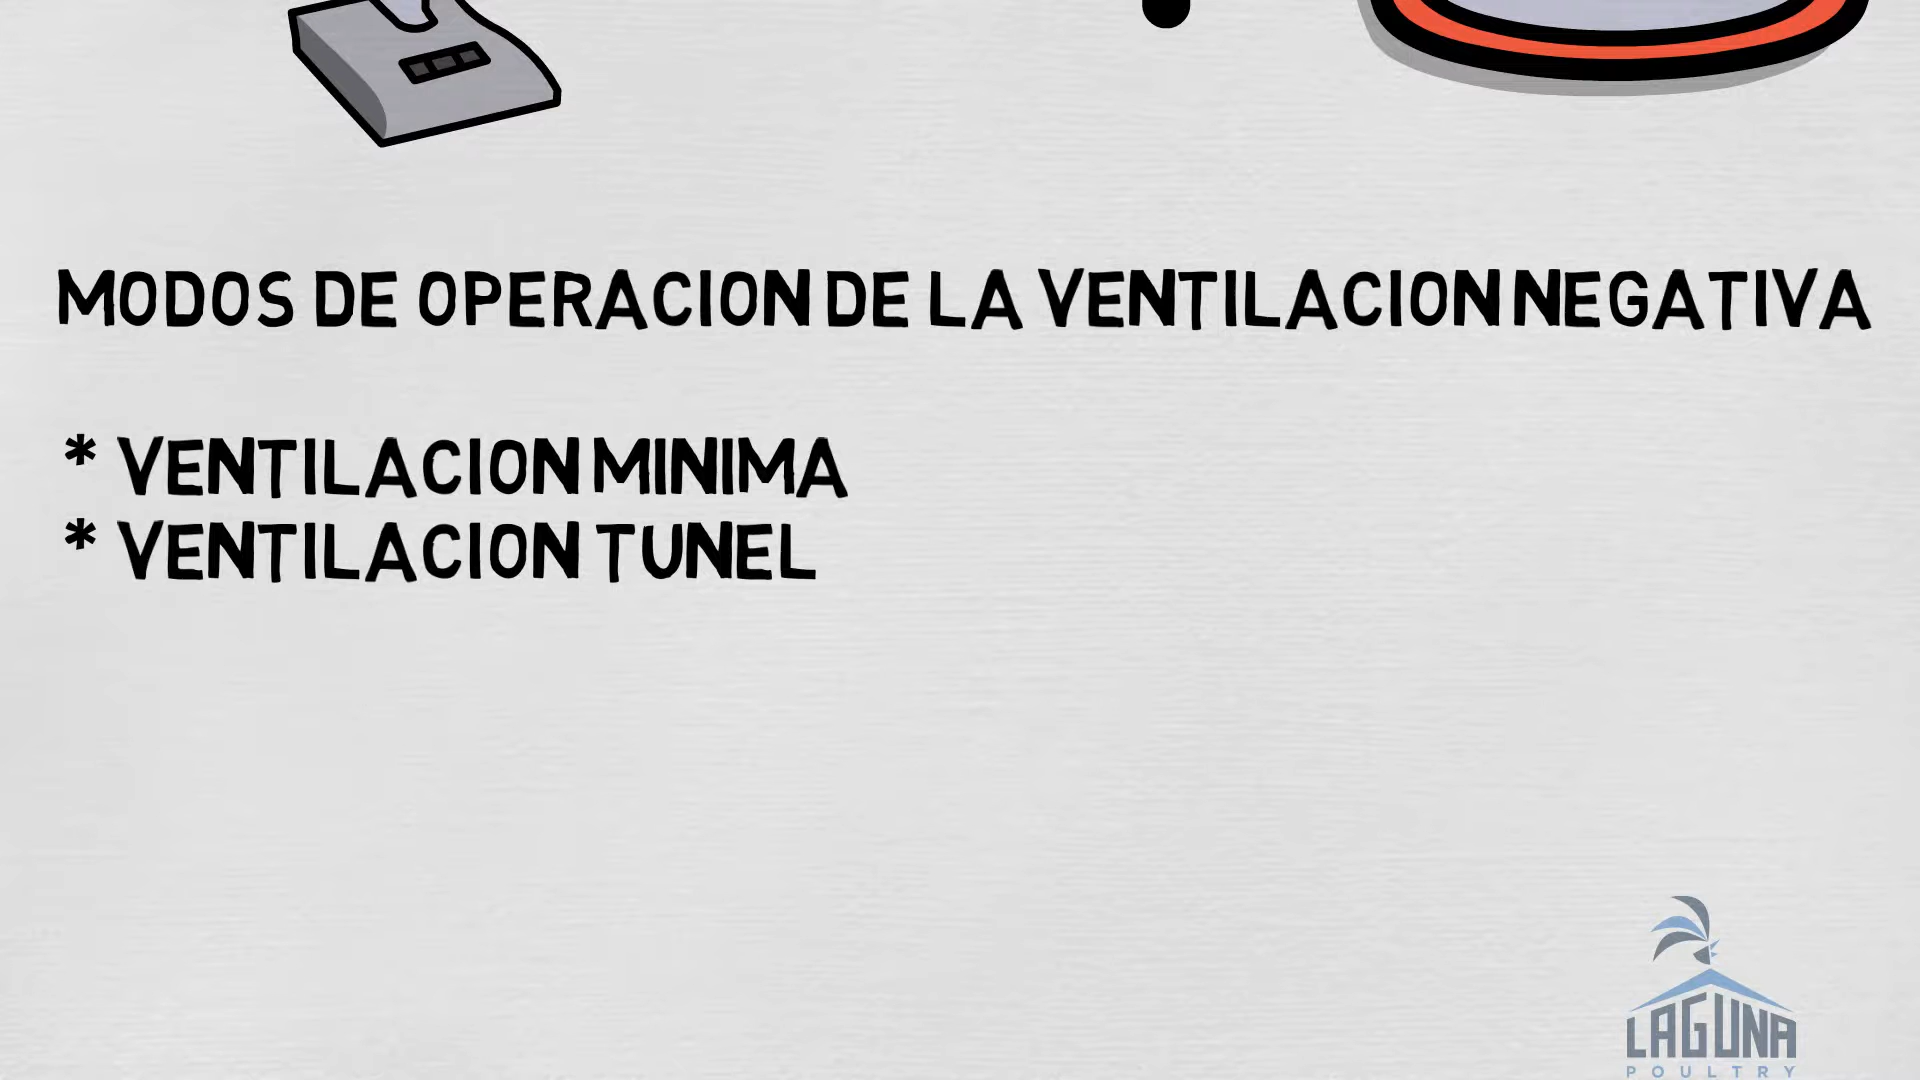 MODOS DE OPERACION DE LA VENTILACION NEGATIVA
* VENTILACION MINIMA
* VENTILACION TUNEL
LAGUNA
POULTRY